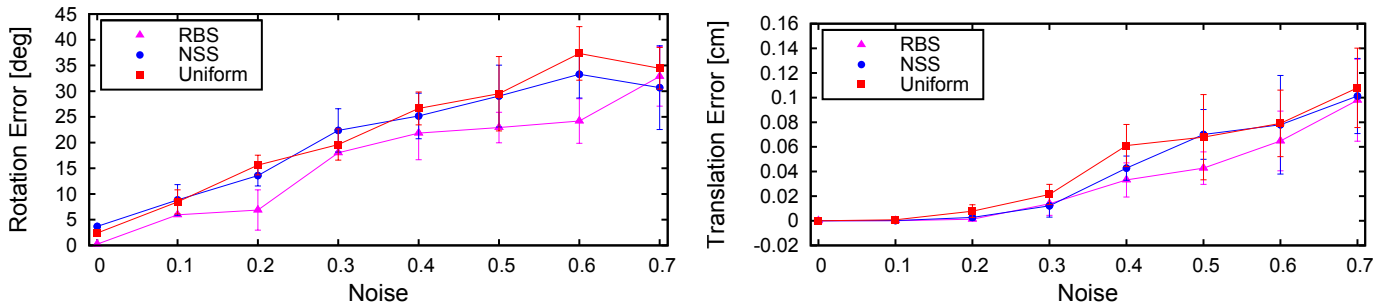 Rotation Error [deg]
45
40
35
30
25
20
15
10
5
0
RBS
NSS
Uniform
0 0.1 0.2 0.3 0.4 0.5 0.6 0.7
Noise
Translation Error [cm]
0.16
0.14
0.12
0.1
0.08
0.06
0.04
0.02
0
-0.02
RBS
NSS
Uniform
0 0.1 0.2 0.3 0.4 0.5 0.6 0.7
Noise